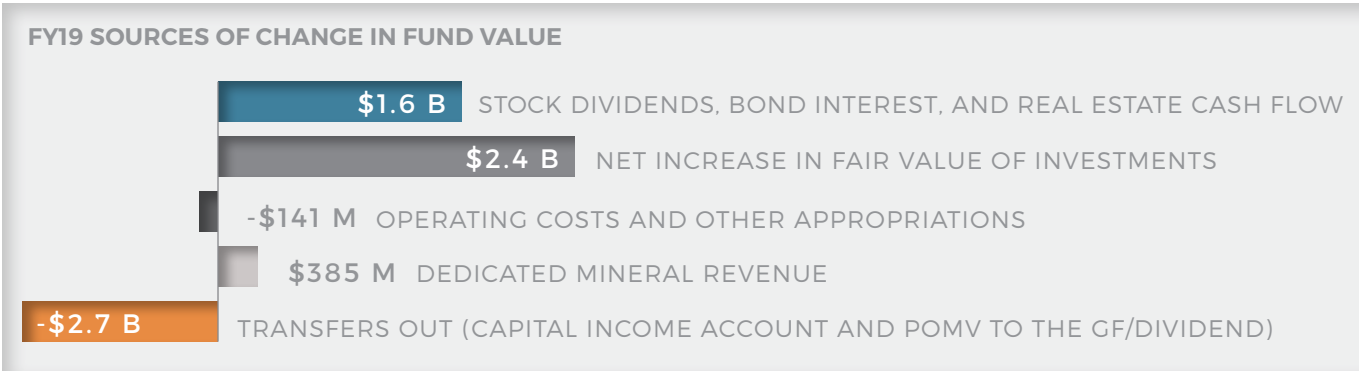 FY19 SOURCES OF CHANGE IN FUND VALUE
$1.6 B STOCK DIVIDENDS, BOND INTEREST, AND REAL ESTATE CASH FLOW
$2.4 B NET INCREASE IN FAIR VALUE OF INVESTMENTS
-$141 M OPERATING COSTS AND OTHER APPROPRIATIONS
$385 M DEDICATED MINERAL REVENUE
-$2.7 B TRANSFERS OUT (CAPITAL INCOME ACCOUNT AND POMV TO THE GF/DIVIDEND)